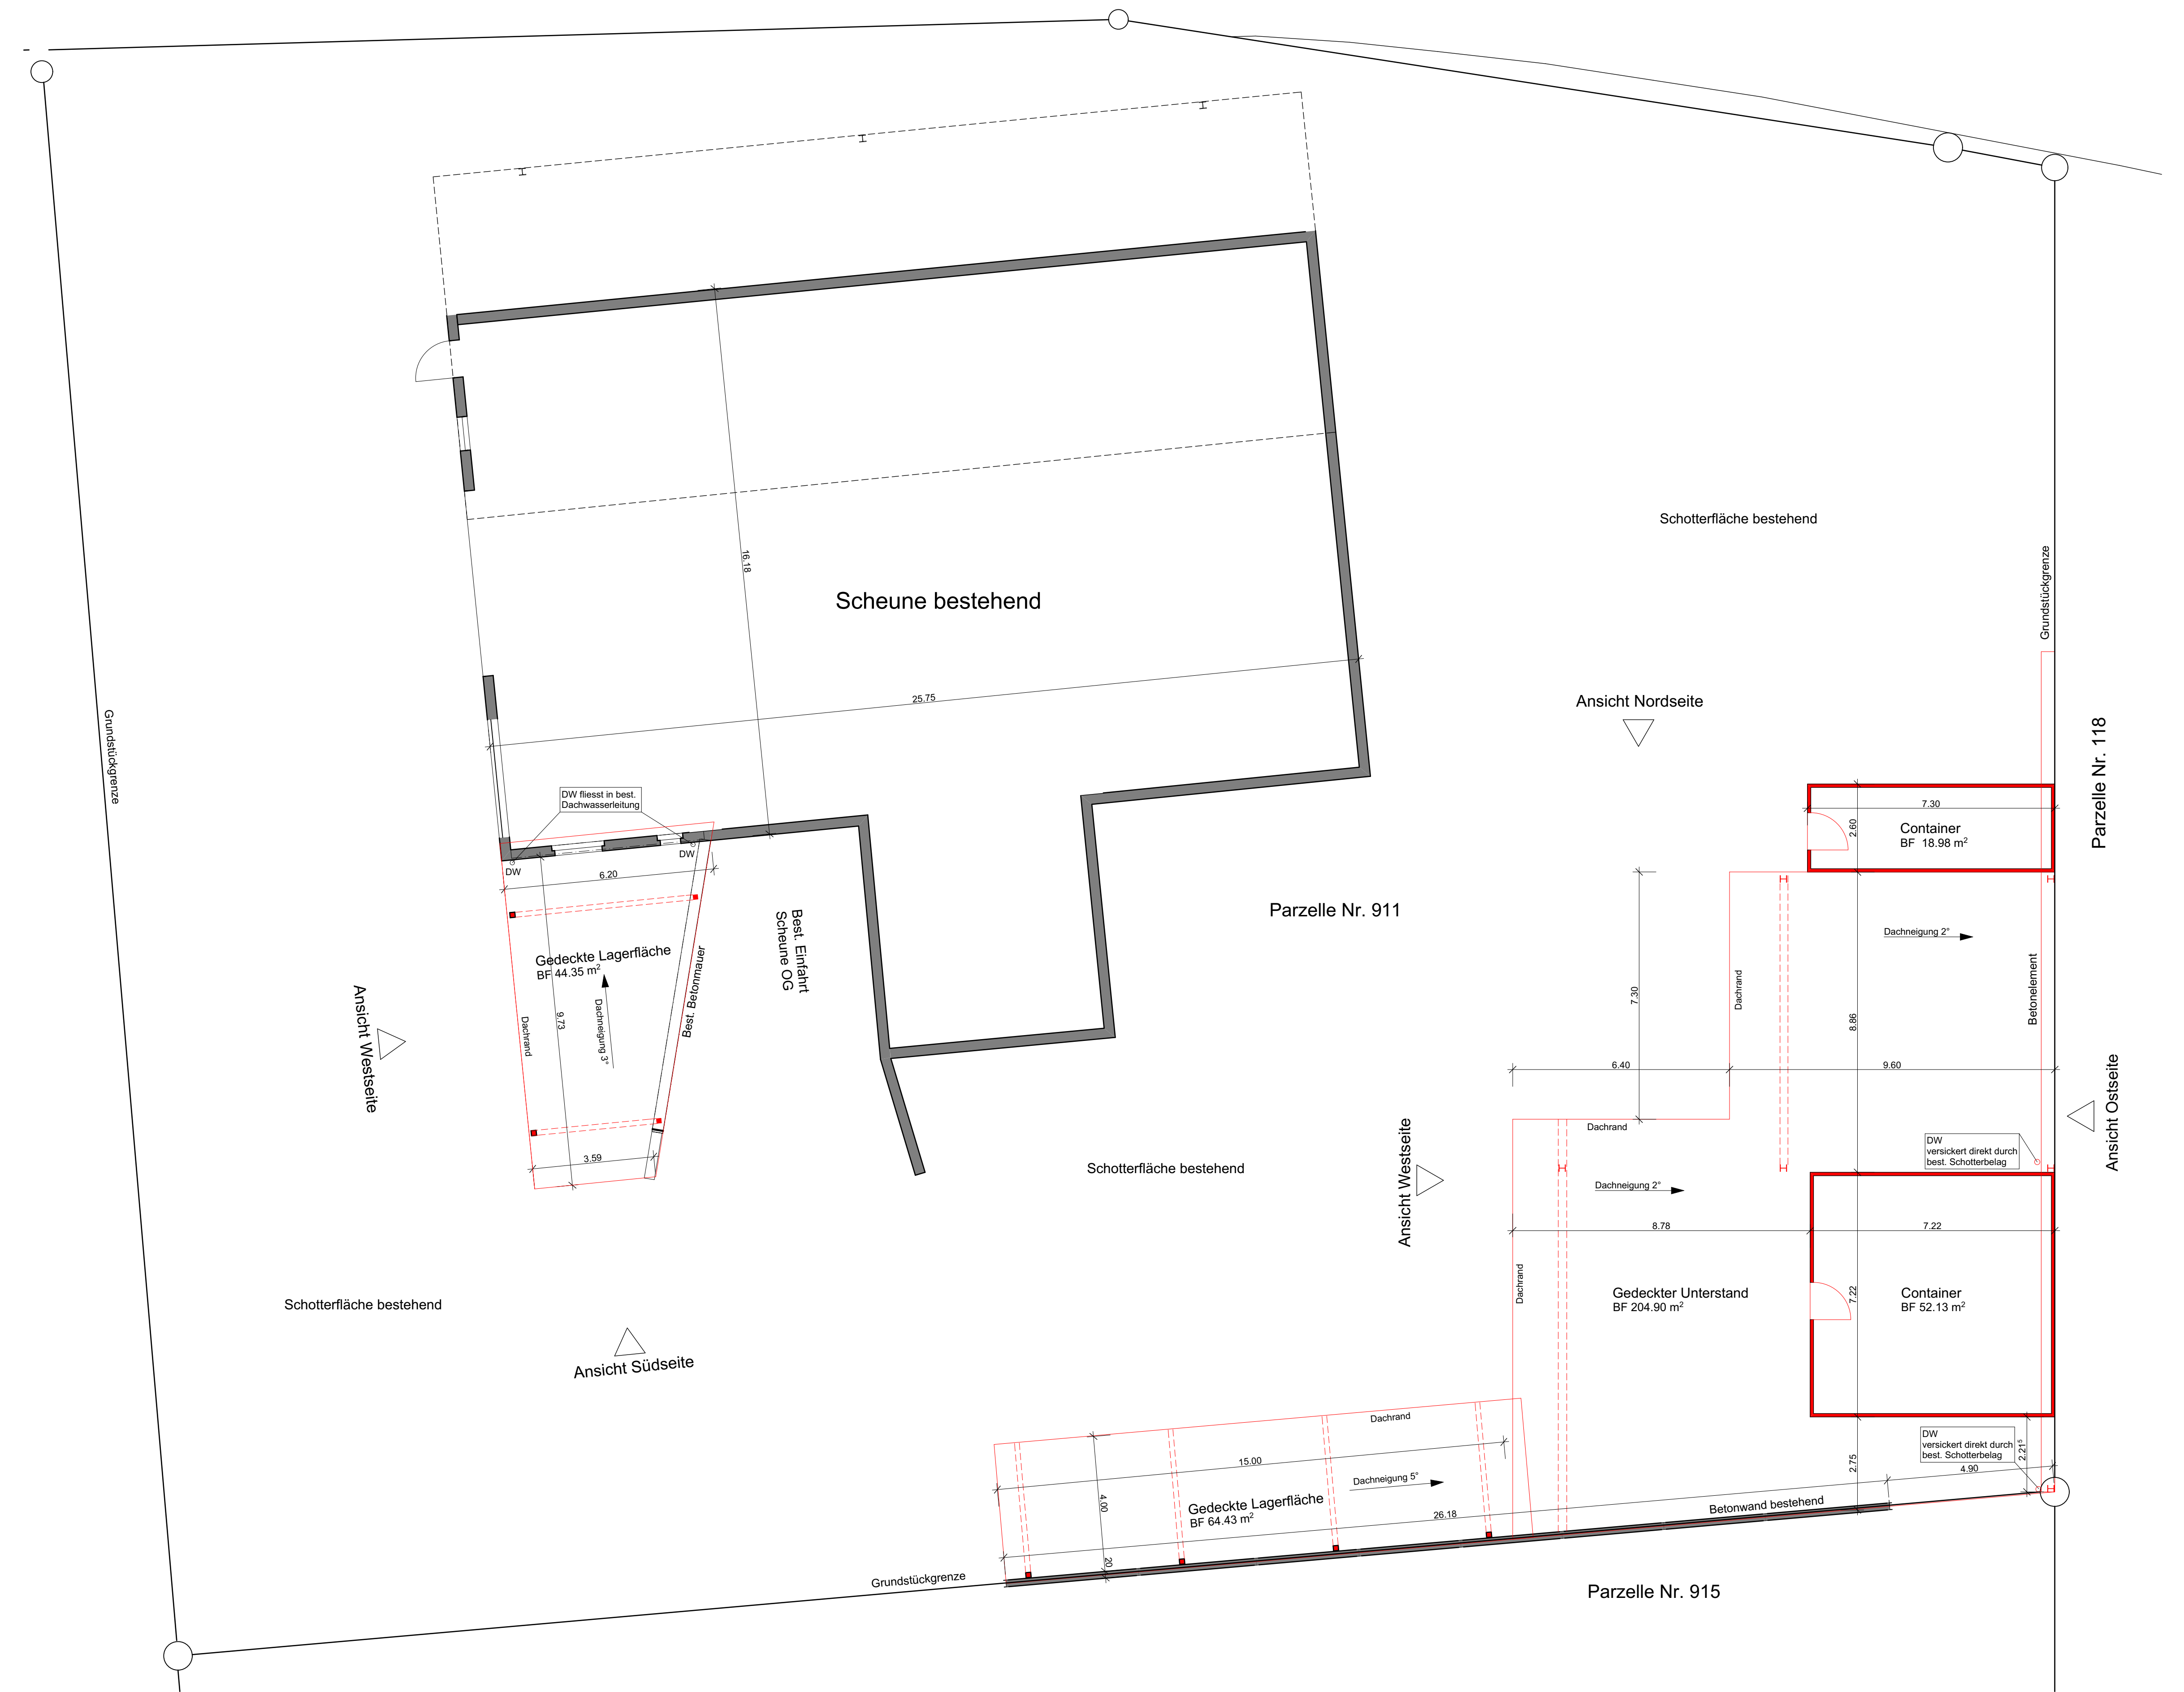 Grundstückgrenze
Scheune bestehend
16.18
25.75
DW fliesst in best.
Dachwasserleitung
DW
DW
6.20
Gedeckte Lagerfläche
BF 44.35 m²
Dachrand
9.73
Dachneigung 3°
Best. Betonmauer
3.59
Best. Einfahrt
Scheune OG
Ansicht Westseite
Schotterfläche bestehend
Ansicht Südseite
Schotterfläche bestehend
Grundstückgrenze
Ansicht Nordseite
Parzelle Nr. 118
7.30
2.60
Container
BF 18.98 m²
Parzelle Nr. 911
Dachneigung 2°
Dachrand
7.30
8.86
Betonelement
6.40
9.60
Dachrand
Ansicht Ostseite
DW
versickert direkt durch
best. Schotterbelag
Schotterfläche bestehend
Ansicht Westseite
Dachneigung 2°
8.78
7.22
Dachrand
Gedeckter Unterstand
BF 204.90 m²
7.22
Container
BF 52.13 m²
DW
versickert direkt durch
best. Schotterbelag
2.21⁵
2.75
4.90
Dachrand
15.00
Dachneigung 5°
4.00
Gedeckte Lagerfläche
BF 64.43 m²
26.18
Betonwand bestehend
20
Grundstückgrenze
Parzelle Nr. 915